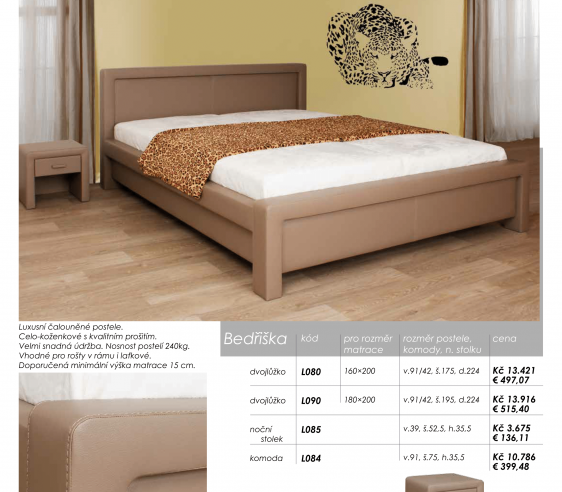 Luxusní čalouněné postele.
Celo-koženkové s kvalitním prošitím.
Velmi snadná údržba. Nosnost postelí 240kg.
Vhodné pro rošty v rámu i laťkové.
Doporučená minimální výška matrace 15 cm.
Bedřiška kód pro rozměr matrace rozměr postele, komody, n. stolku cena
dvojlůžko L080 160×200 v.91/42, š.175, d.224 Kč 13.421
€ 497,07
dvojlůžko L090 180×200 v.91/42, š.195, d.224 Kč 13.916
€ 515,40
noční stolek L085 v.39, š.52,5, h.35,5 Kč 3.675
€ 136,11
komoda L084 v.91, š.75, h.35,5 Kč 10.786
€ 399,48